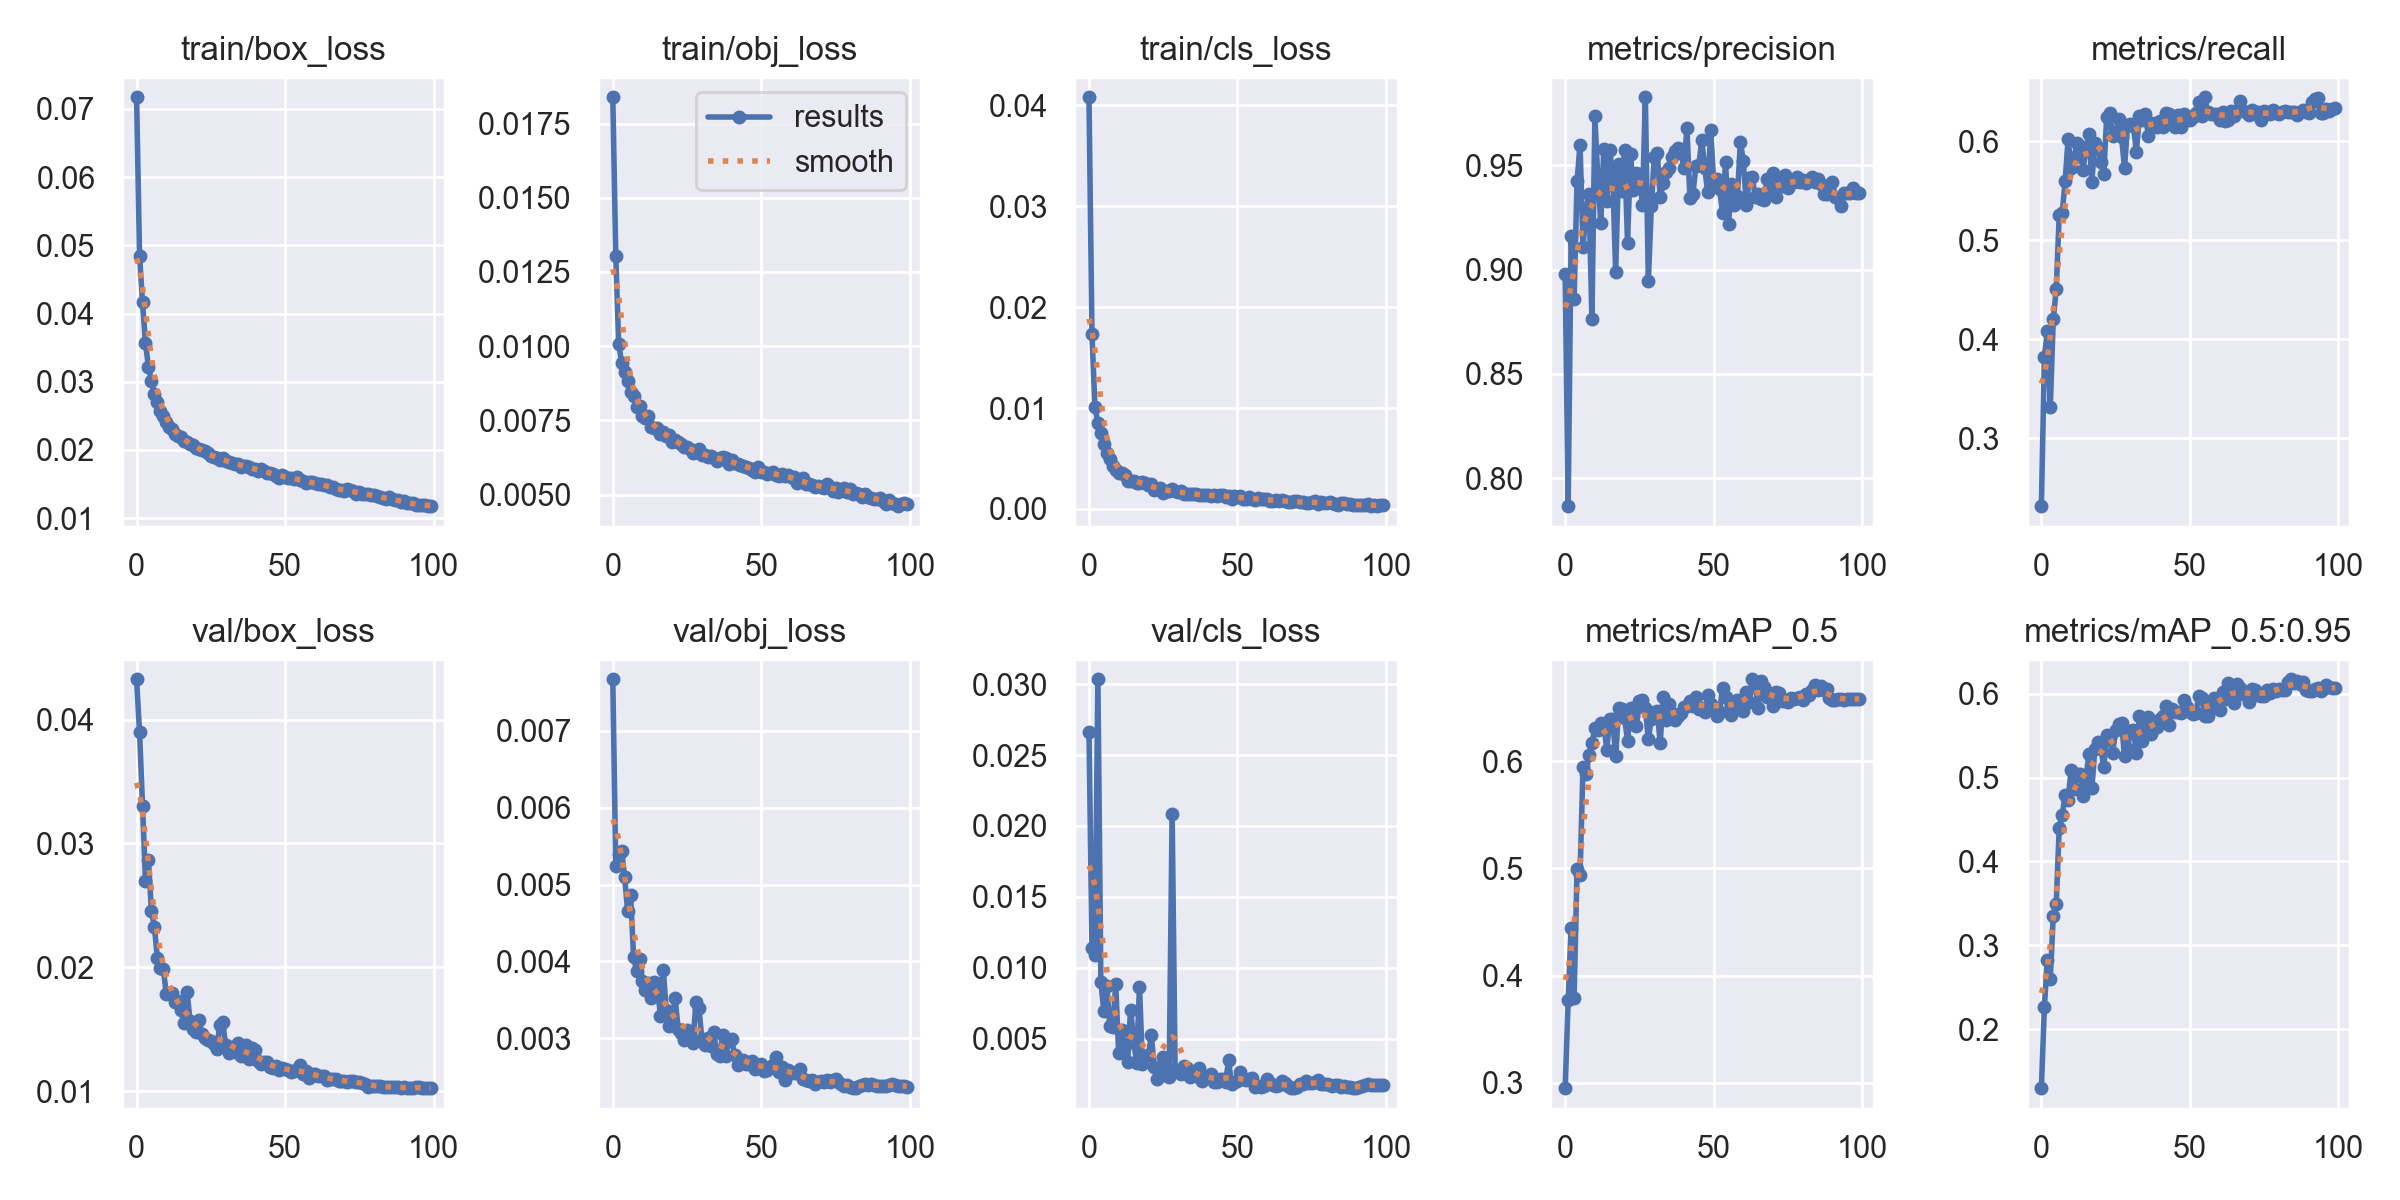 train/box_loss
0.07
0.06
0.05
0.04
0.03
0.02
0.01
0 50 100
train/obj_loss
results
smooth
0.0175
0.0150
0.0125
0.0100
0.0075
0.0050
0 50 100
train/cls_loss
0.04
0.03
0.02
0.01
0.00
0 50 100
metrics/precision
0.95
0.90
0.85
0.80
0 50 100
metrics/recall
0.6
0.5
0.4
0.3
0 50 100
val/box_loss
0.04
0.03
0.02
0.01
0 50 100
val/obj_loss
0.007
0.006
0.005
0.004
0.003
0 50 100
val/cls_loss
0.030
0.025
0.020
0.015
0.010
0.005
0 50 100
metrics/mAP_0.5
0.6
0.5
0.4
0.3
0 50 100
metrics/mAP_0.5:0.95
0.6
0.5
0.4
0.3
0.2
0 50 100